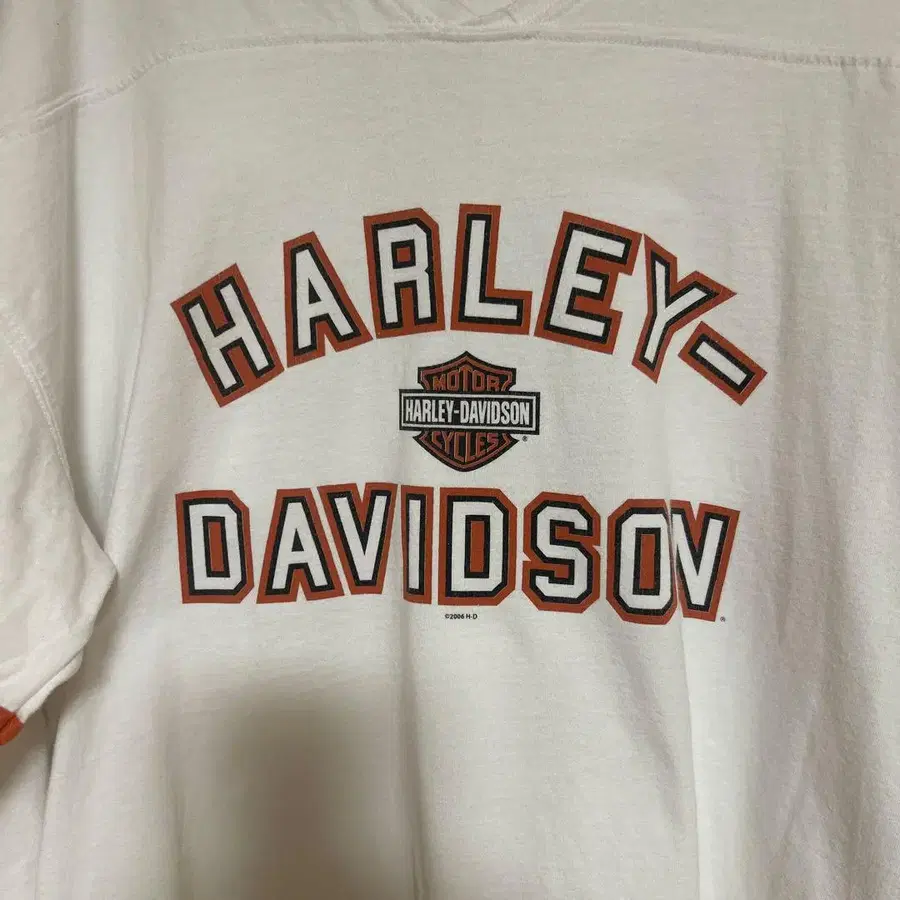 HARLEY-
MOTOR
HARLEY-DAVIDSON
CYCLES
®
DAVIDSON
®
©2006 H-D